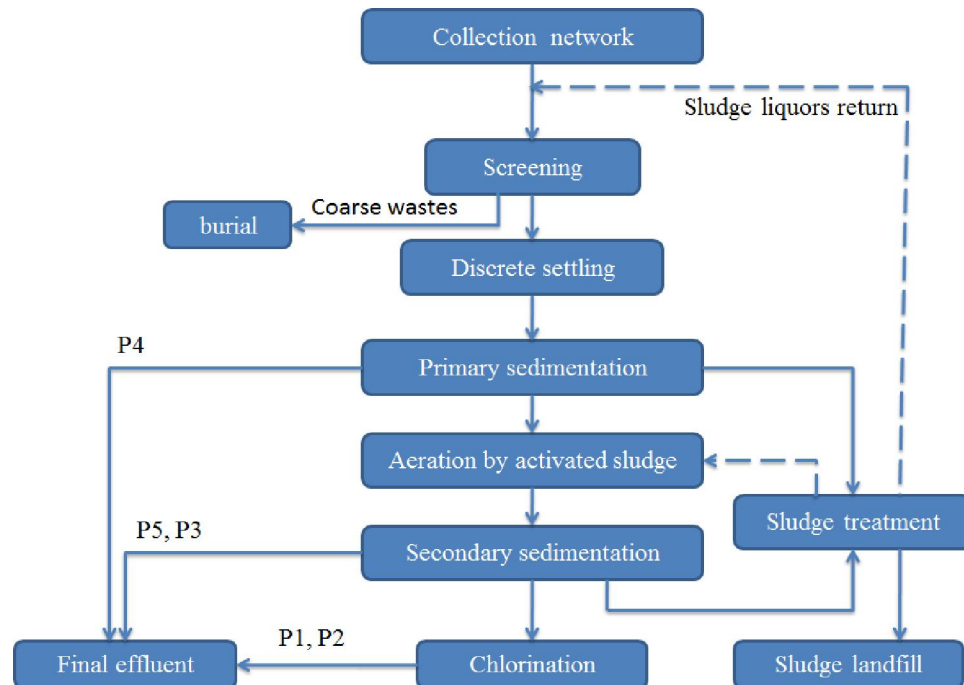 Collection network
Sludge liquors return
Screening
Coarse wastes
burial
Discrete settling
P4
Primary sedimentation
Aeration by activated sludge
P5, P3
Sludge treatment
Secondary sedimentation
P1, P2
Final effluent
Chlorination
Sludge landfill